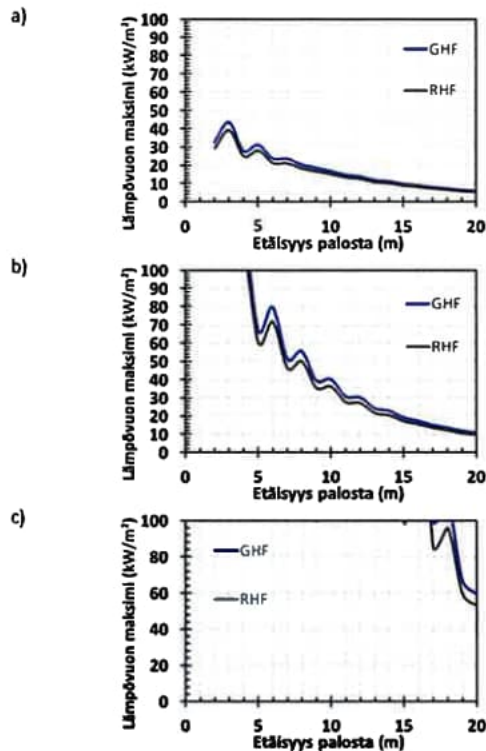 a)
Lämpövuon maksimi (kW/m²)
100
90
80
70
60
50
40
30
20
10
0
GHF
RHF
0 5 10 15 20
Etäisyys palosta (m)
b)
Lämpövuon maksimi (kW/m²)
100
90
80
70
60
50
40
30
20
10
0
GHF
RHF
0 5 10 15 20
Etäisyys palosta (m)
c)
Lämpövuon maksimi (kW/m²)
100
80
60
40
20
0
GHF
RHF
0 5 10 15 20
Etäisyys palosta (m)